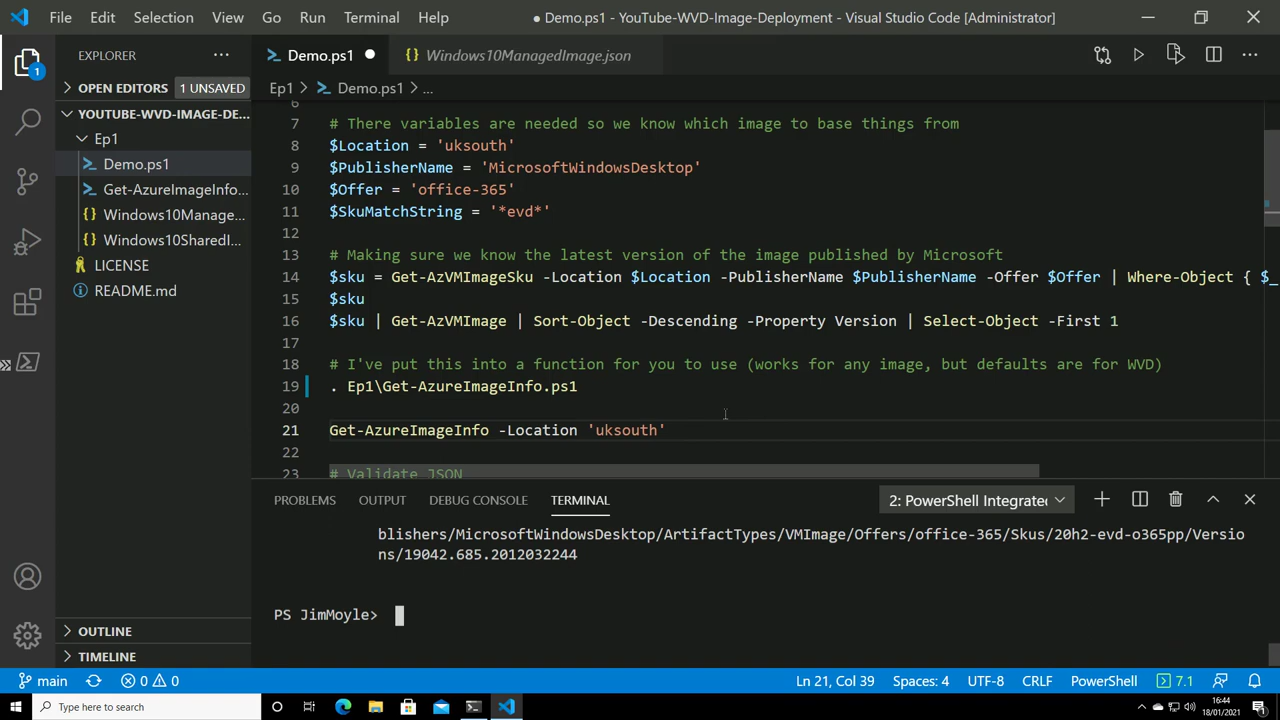 File Edit Selection View Go Run Terminal Help
● Demo.ps1 - YouTube-WVD-Image-Deployment - Visual Studio Code [Administrator]
EXPLORER
OPEN EDITORS 1 UNSAVED
YOUTUBE-WVD-IMAGE-DE...
Ep1
Demo.ps1
Get-AzureImageInfo...
Windows10Manage...
Windows10SharedI...
LICENSE
README.md
OUTLINE
TIMELINE
1
Demo.ps1 ●
Windows10ManagedImage.json
Ep1 > Demo.ps1 > ...
6
7 # There variables are needed so we know which image to base things from
8 $Location = 'uksouth'
9 $PublisherName = 'MicrosoftWindowsDesktop'
10 $Offer = 'office-365'
11 $SkuMatchString = '*evd*'
12
13 # Making sure we know the latest version of the image published by Microsoft
14 $sku = Get-AzVMImageSku -Location $Location -PublisherName $PublisherName -Offer $Offer | Where-Object { $_
15 $sku
16 $sku | Get-AzVMImage | Sort-Object -Descending -Property Version | Select-Object -First 1
17
18 # I've put this into a function for you to use (works for any image, but defaults are for WVD)
19 . Ep1\Get-AzureImageInfo.ps1
20
21 Get-AzureImageInfo -Location 'uksouth'
22
23 # Validate JSON
PROBLEMS OUTPUT DEBUG CONSOLE TERMINAL
2: PowerShell Integrated
blishers/MicrosoftWindowsDesktop/ArtifactTypes/VMImage/Offers/office-365/Skus/20h2-evd-o365pp/Versio
ns/19042.685.2012032244
PS JimMoyle>
main 0 0
Ln 21, Col 39 Spaces: 4 UTF-8 CRLF PowerShell 7.1
Type here to search
16:44
18/01/2021
1